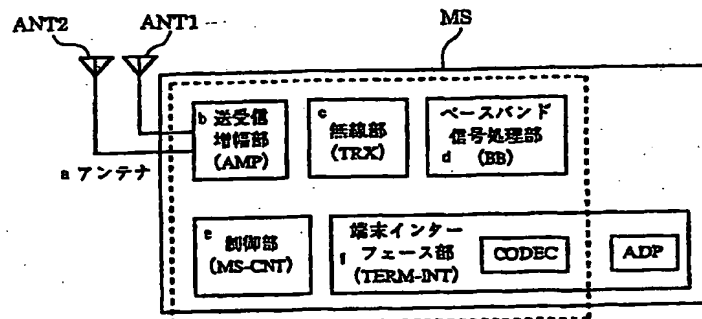 ANT2 ANT1 MS
b 送受信
増幅部
(AMP)
c
無線部
(TRX)
ベースバンド
信号処理部
d (BB)
a アンテナ
e
制御部
(MS-CNT)
端末インター
フェース部
f (TERM-INT)
CODEC
ADP